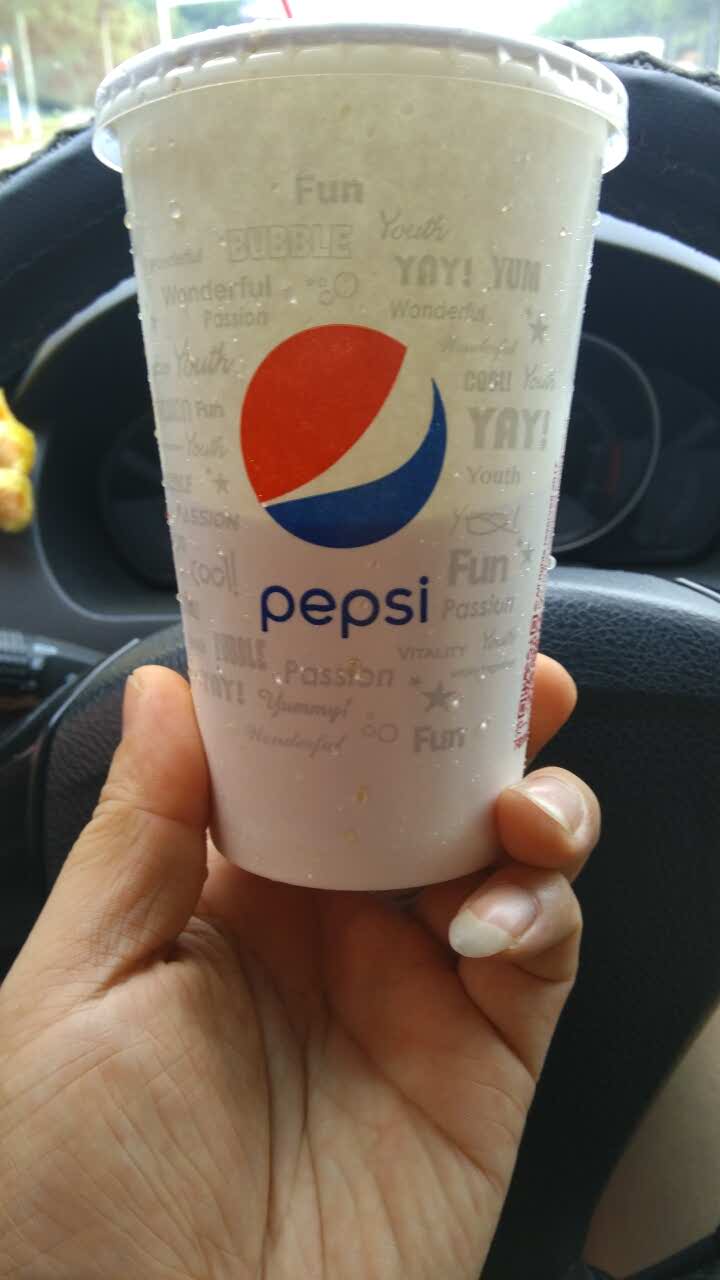 Fun
BUBBLE Youth
Wonderful YAY! YUM
Passion Wonderful
Youth Wonderful
COOL! Youth
Fun YAY!
Youth Youth
PASSION
cool! Fun
pepsi Passion
VITALITY Youth
Passion
YAY! Yummy!
Wonderful Fun